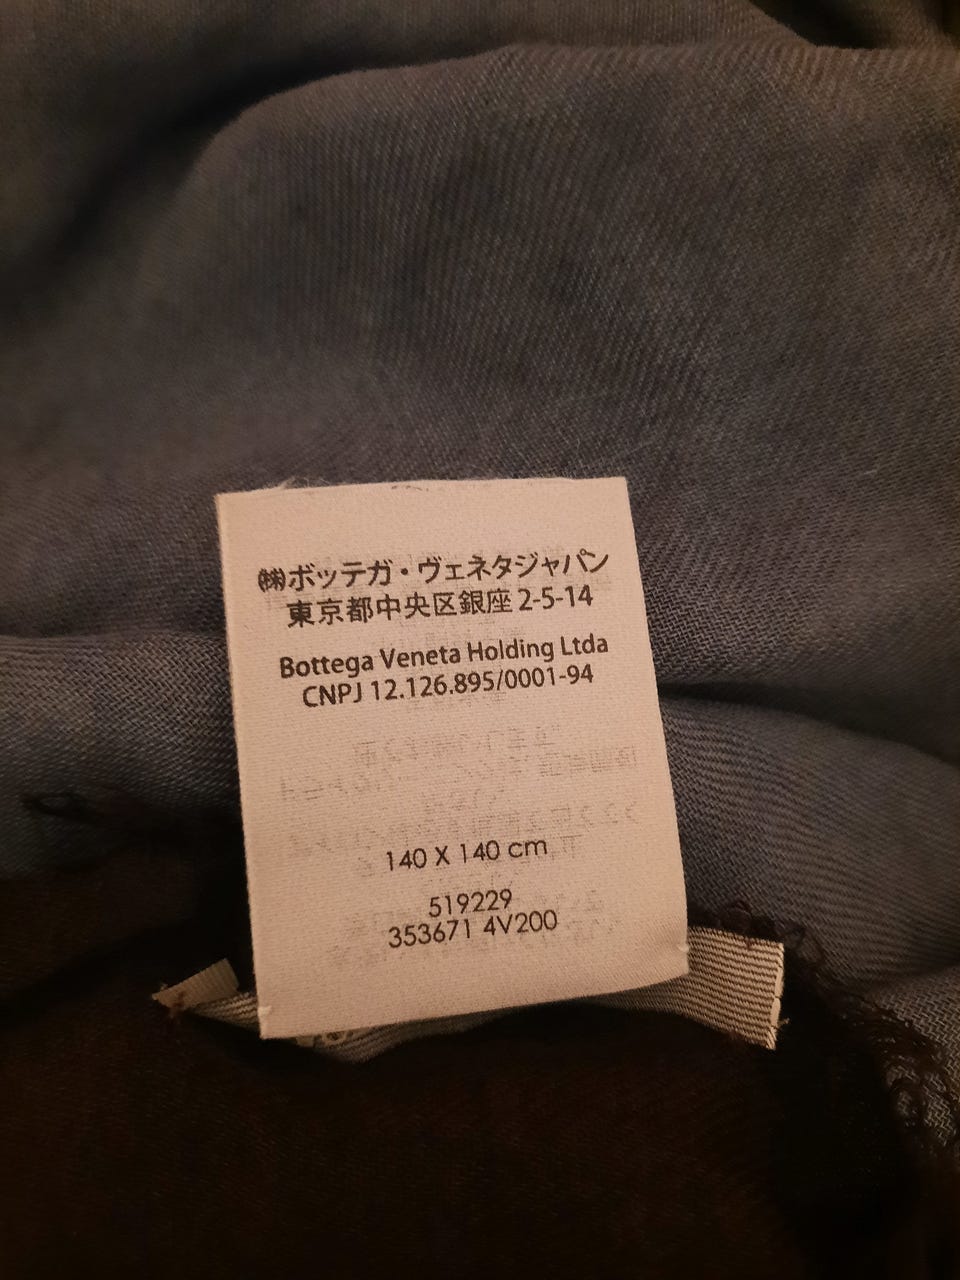 ㈱ボッテガ・ヴェネタジャパン
東京都中央区銀座 2-5-14
Bottega Veneta Holding Ltda
CNPJ 12.126.895/0001-94
140 X 140 cm
519229
353671 4V200